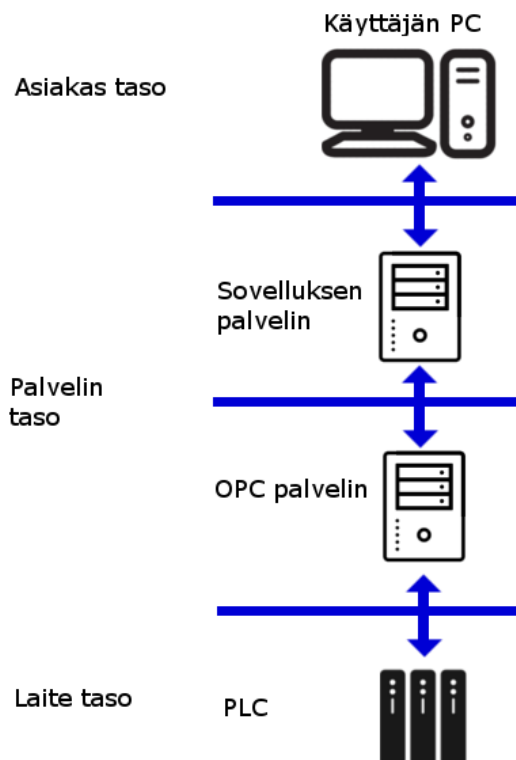 Käyttäjän PC
Asiakas taso
Sovelluksen
palvelin
Palvelin
taso
OPC palvelin
Laite taso
PLC